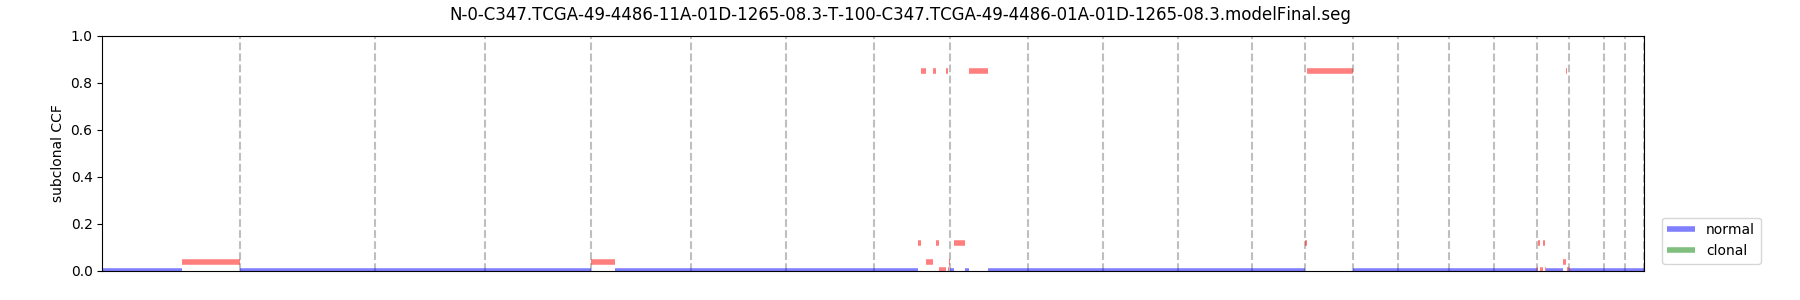 N-0-C347.TCGA-49-4486-11A-01D-1265-08.3-T-100-C347.TCGA-49-4486-01A-01D-1265-08.3.modelFinal.seg
1.0
0.8
0.6
0.4
0.2
0.0
subclonal CCF
normal
clonal